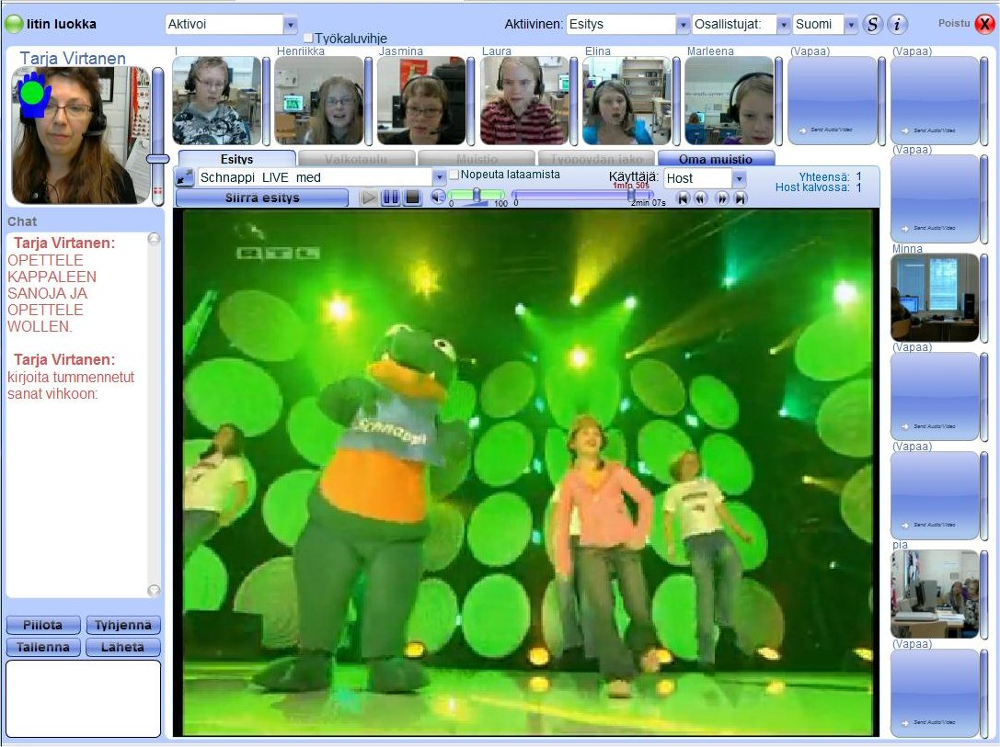 Iitin luokka
Aktivoi
Aktiivinen: Esitys
Osallistujat:
Suomi
S
i
Poistu
X
Työkaluvihje
Tarja Virtanen
I
Henriikka
Jasmina
Laura
Elina
Marleena
(Vapaa)
(Vapaa)
Send Audio/Video
Send Audio/Video
Esitys
Valkotaulu
Muistio
Työpöydän jako
Oma muistio
Schnappi LIVE med
Nopeuta lataamista
Käyttäjä:
Host
Yhteensä: 1
Host kalvossa: 1
1min 50s
Siirrä esitys
0
100
0
2min 07s
Chat
Tarja Virtanen:
OPETTELE
KAPPALEEN
SANOJA JA
OPETTELE
WOLLEN.
Tarja Virtanen:
kirjoita tummennetut
sanat vihkoon:
RTL
Schnappi
(Vapaa)
Send Audio/Video
Minna
(Vapaa)
Send Audio/Video
(Vapaa)
Send Audio/Video
pia
(Vapaa)
Send Audio/Video
Piilota
Tyhjennä
Tallenna
Lähetä